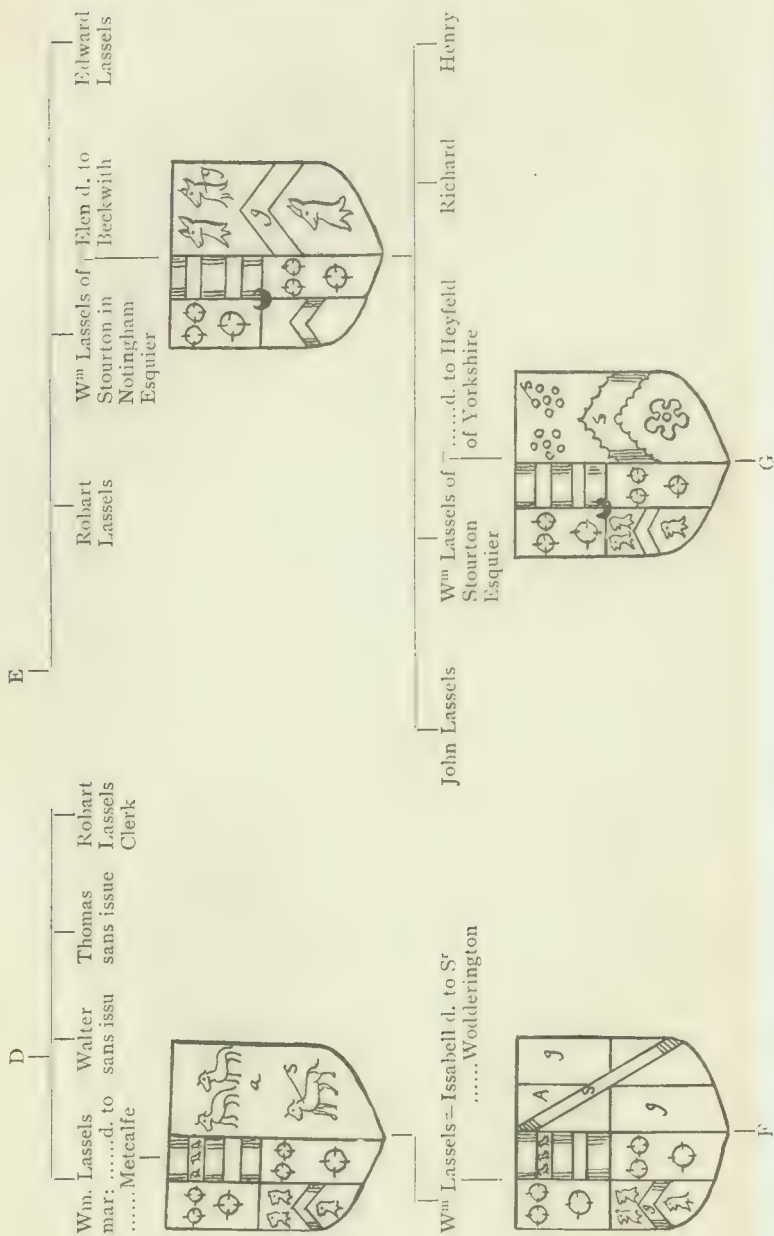 D
Wm. Lassels
mar: ......d. to
......Metcalfe
Walter
sans issu
Thomas
sans issue
Robart
Lassels
Clerk
a
S
Wᵐ Lassels = Issabell d. to Sʳ
......Wodderington
A
g
S
g
g
F
E
Robart
Lassels
Wᵐ Lassels of
Stourton in
Notingham
Esquier
Elen d. to
Beckwith
Edward
Lassels
g
g
John Lassels
Wᵐ Lassels of
Stourton
Esquier
......d. to Heyfeld
of Yorkshire
Richard
Henry
S
S
G